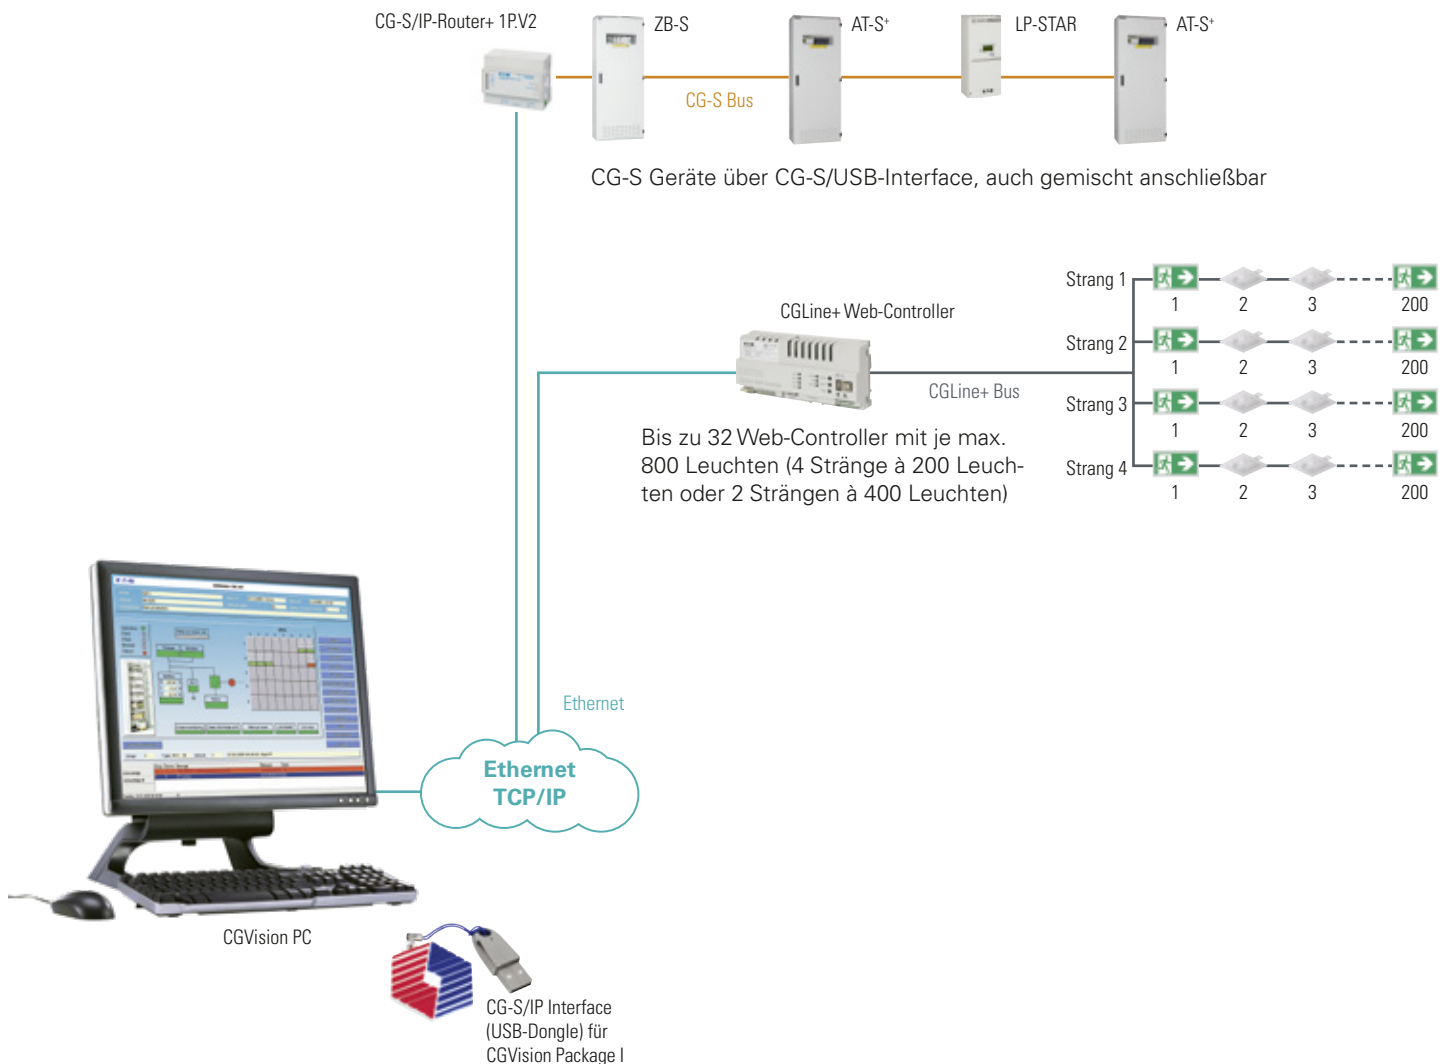 CG-S/IP-Router+ 1P.V2
ZB-S
AT-S+
LP-STAR
AT-S+
CG-S Bus
CG-S Geräte über CG-S/USB-Interface, auch gemischt anschließbar
CGLine+ Web-Controller
CGLine+ Bus
Bis zu 32 Web-Controller mit je max.
800 Leuchten (4 Stränge à 200 Leuch-
ten oder 2 Strängen à 400 Leuchten)
Strang 1
1 2 3 200
Strang 2
1 2 3 200
Strang 3
1 2 3 200
Strang 4
1 2 3 200
Ethernet
Ethernet
TCP/IP
CGVision PC
CG-S/IP Interface
(USB-Dongle) für
CGVision Package I